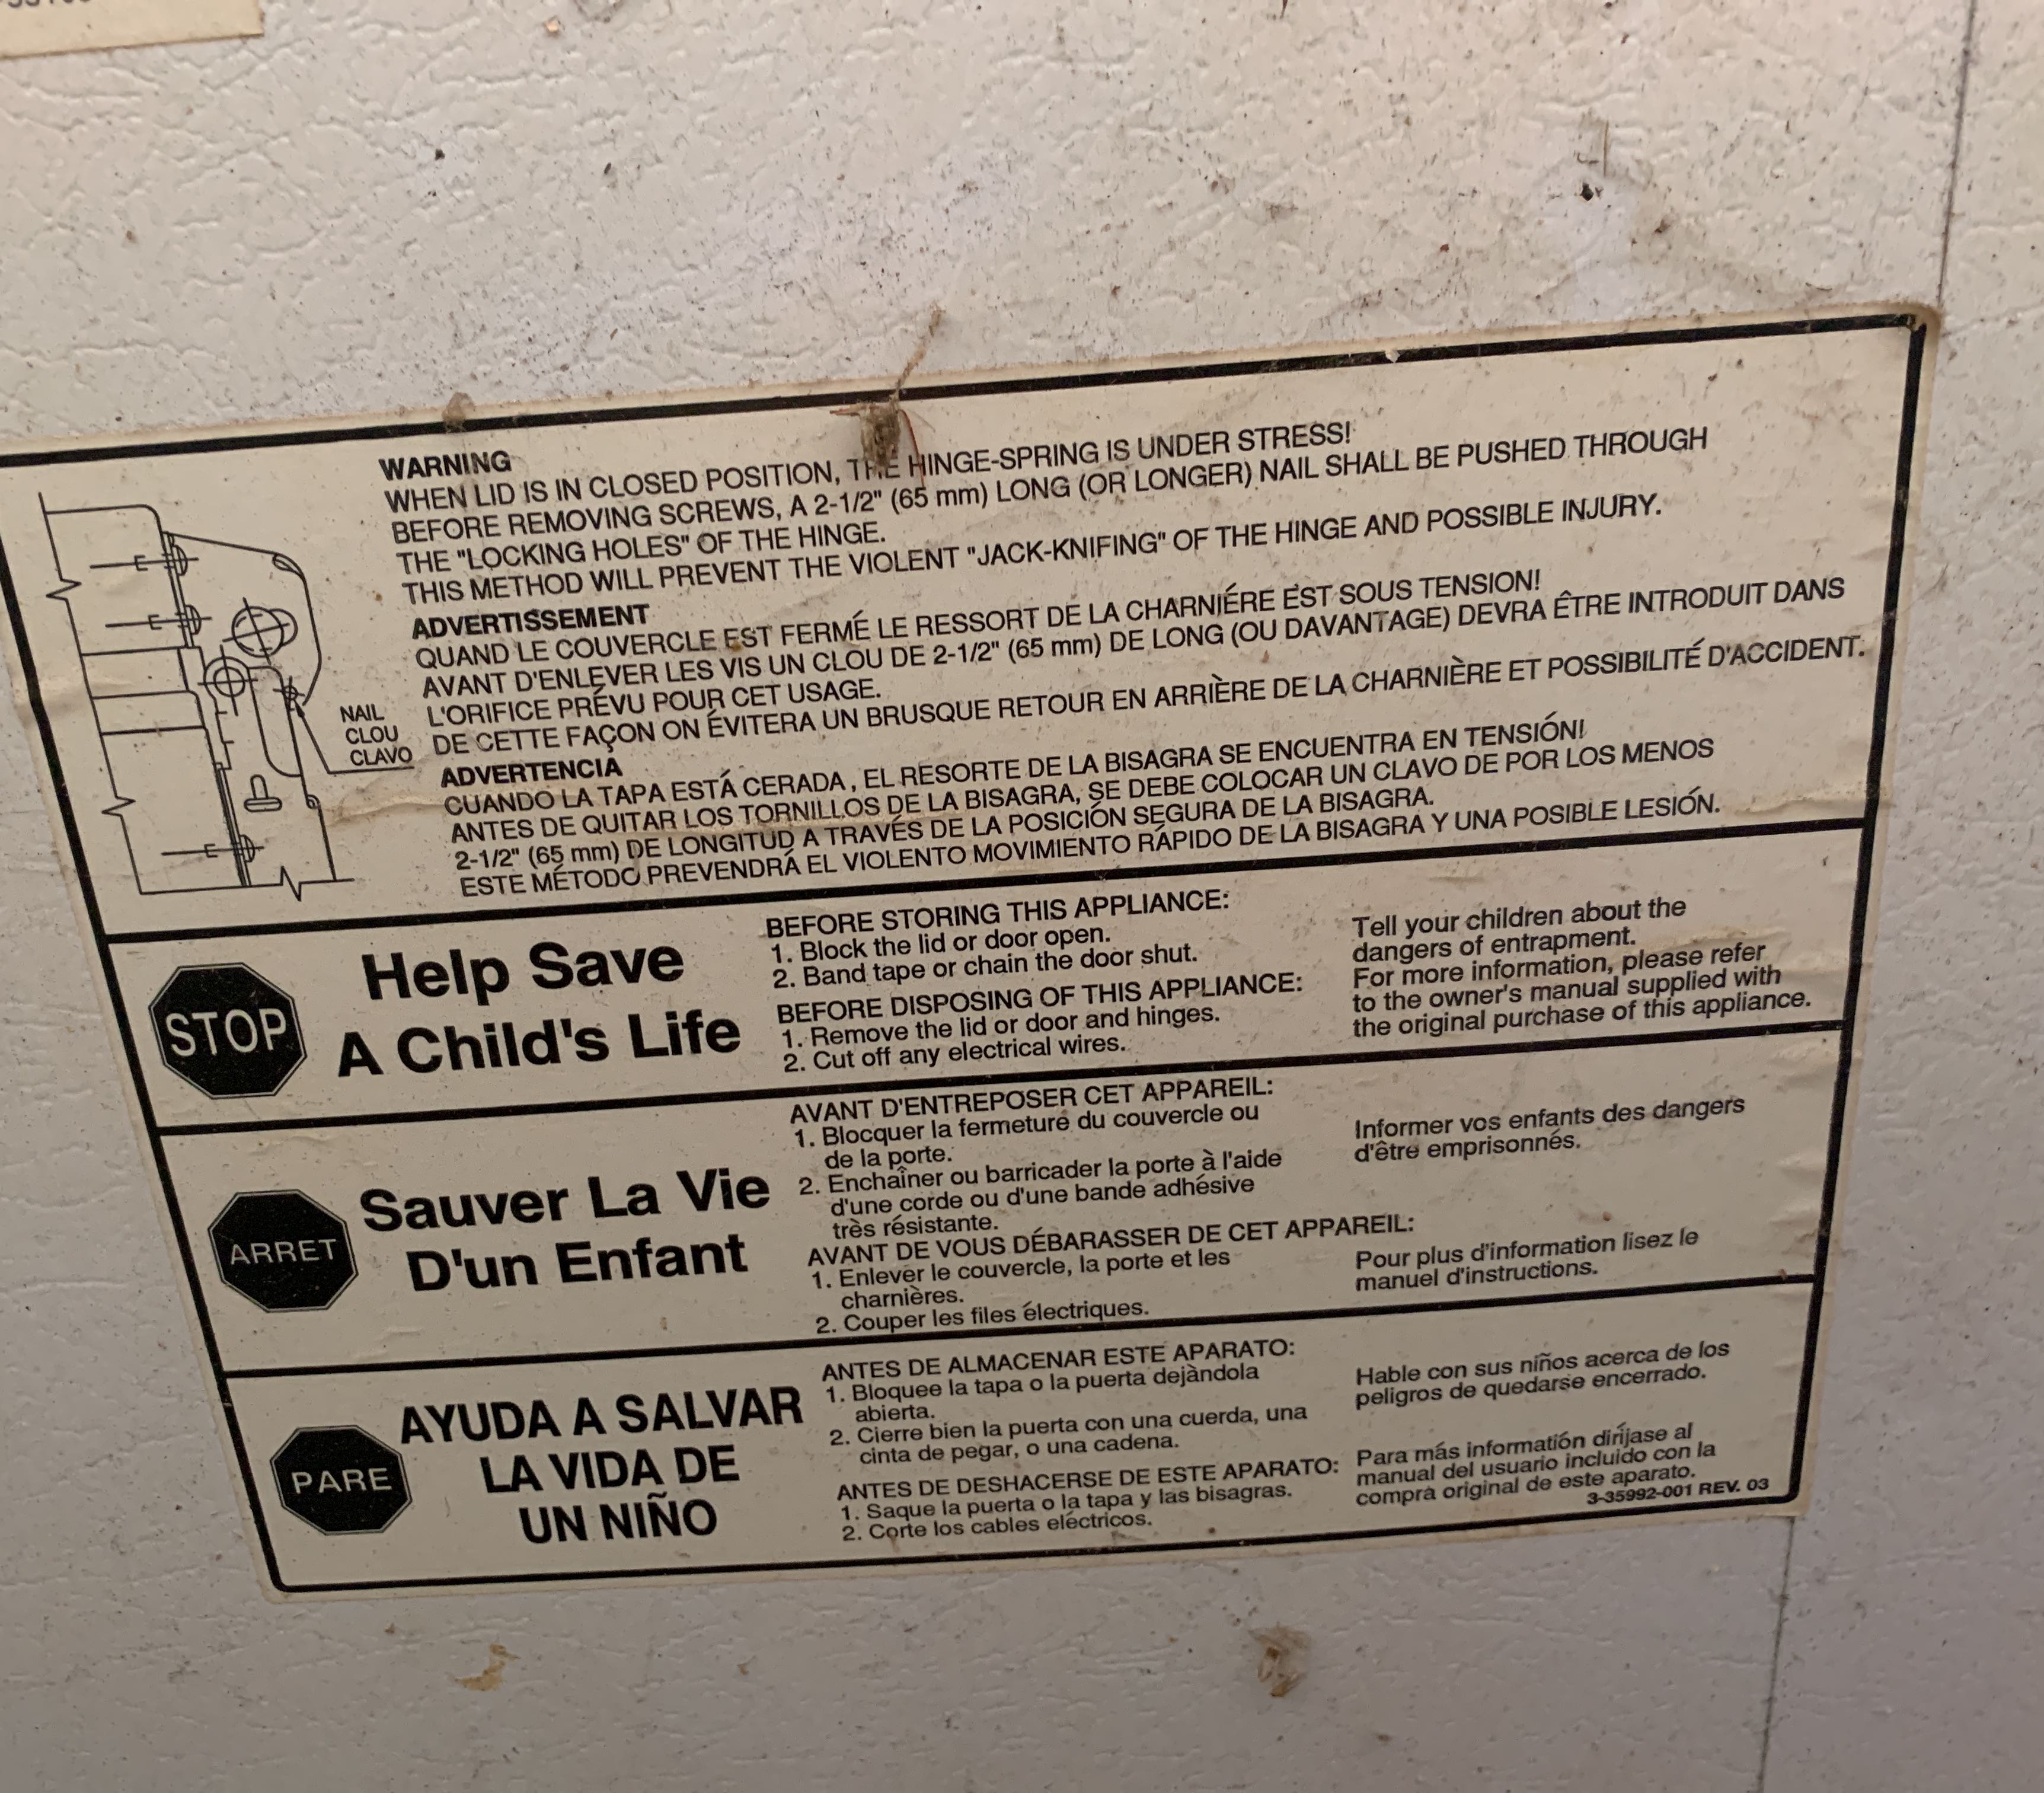 WARNING
WHEN LID IS IN CLOSED POSITION, THE HINGE-SPRING IS UNDER STRESS!
BEFORE REMOVING SCREWS, A 2-1/2" (65 mm) LONG (OR LONGER) NAIL SHALL BE PUSHED THROUGH
THE "LOCKING HOLES" OF THE HINGE.
THIS METHOD WILL PREVENT THE VIOLENT "JACK-KNIFING" OF THE HINGE AND POSSIBLE INJURY.
ADVERTISSEMENT
QUAND LE COUVERCLE EST FERMÉ LE RESSORT DE LA CHARNIÉRE EST SOUS TENSION!
AVANT D'ENLEVER LES VIS UN CLOU DE 2-1/2" (65 mm) DE LONG (OU DAVANTAGE) DEVRA ÊTRE INTRODUIT DANS
L'ORIFICE PRÉVU POUR CET USAGE.
DE CETTE FAÇON ON ÉVITERA UN BRUSQUE RETOUR EN ARRIÈRE DE LA CHARNIÈRE ET POSSIBILITÉ D'ACCIDENT.
ADVERTENCIA
CUANDO LA TAPA ESTÁ CERADA, EL RESORTE DE LA BISAGRA SE ENCUENTRA EN TENSIÓN!
ANTES DE QUITAR LOS TORNILLOS DE LA BISAGRA, SE DEBE COLOCAR UN CLAVO DE POR LOS MENOS
2-1/2" (65 mm) DE LONGITUD A TRAVÉS DE LA POSICIÓN SEGURA DE LA BISAGRA.
ESTE MÉTODO PREVENDRÁ EL VIOLENTO MOVIMIENTO RÁPIDO DE LA BISAGRA Y UNA POSIBLE LESIÓN.
NAIL
CLOU
CLAVO
STOP
Help Save
A Child's Life
BEFORE STORING THIS APPLIANCE:
1. Block the lid or door open.
2. Band tape or chain the door shut.
BEFORE DISPOSING OF THIS APPLIANCE:
1. Remove the lid or door and hinges.
2. Cut off any electrical wires.
Tell your children about the
dangers of entrapment.
For more information, please refer
to the owner's manual supplied with
the original purchase of this appliance.
ARRET
Sauver La Vie
D'un Enfant
AVANT D'ENTREPOSER CET APPAREIL:
1. Blocquer la fermeture du couvercle ou
de la porte.
2. Enchaîner ou barricader la porte à l'aide
d'une corde ou d'une bande adhésive
très résistante.
AVANT DE VOUS DÉBARASSER DE CET APPAREIL:
1. Enlever le couvercle, la porte et les
charnières.
2. Couper les files électriques.
Informer vos enfants des dangers
d'être emprisonnés.
Pour plus d'information lisez le
manuel d'instructions.
PARE
AYUDA A SALVAR
LA VIDA DE
UN NIÑO
ANTES DE ALMACENAR ESTE APARATO:
1. Bloquee la tapa o la puerta dejàndola
abierta.
2. Cierre bien la puerta con una cuerda, una
cinta de pegar, o una cadena.
ANTES DE DESHACERSE DE ESTE APARATO:
1. Saque la puerta o la tapa y las bisagras.
2. Corte los cables eléctricos.
Hable con sus niños acerca de los
peligros de quedarse encerrado.
Para más informatión diríjase al
manual del usuario incluido con la
compra original de este aparato.
3-35992-001 REV. 03